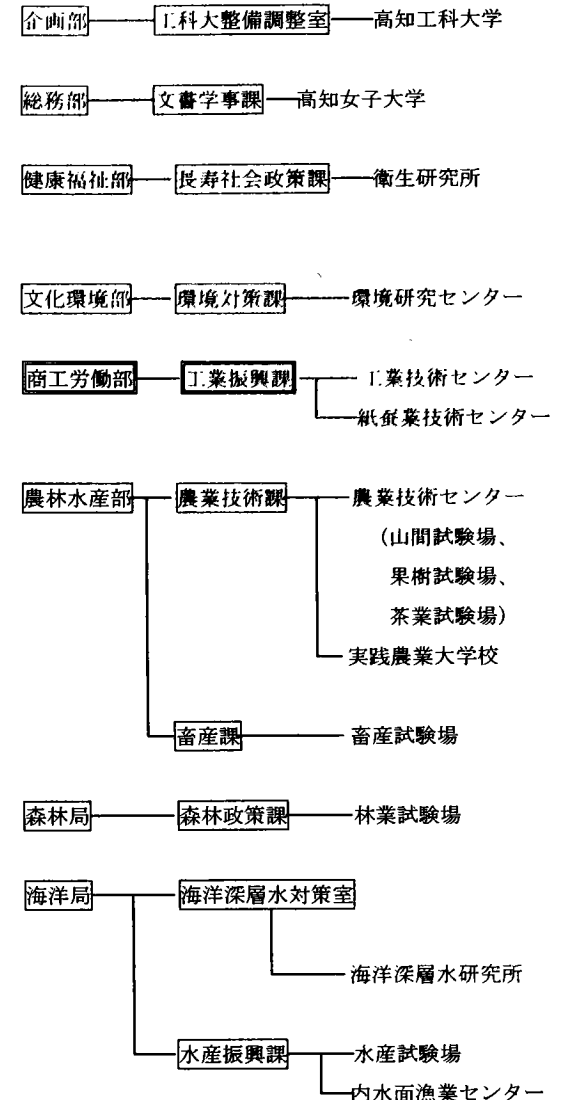 企画部 工科大整備調整室 高知工科大学
総務部 文書学事課 高知女子大学
健康福祉部 長寿社会政策課 衛生研究所
文化環境部 環境対策課 環境研究センター
商工労働部 工業振興課 工業技術センター
紙産業技術センター
農林水産部 農業技術課 農業技術センター
(山間試験場、
果樹試験場、
茶業試験場)
実践農業大学校
畜産課 畜産試験場
森林局 森林政策課 林業試験場
海洋局 海洋深層水対策室
海洋深層水研究所
水産振興課 水産試験場
内水面漁業センター